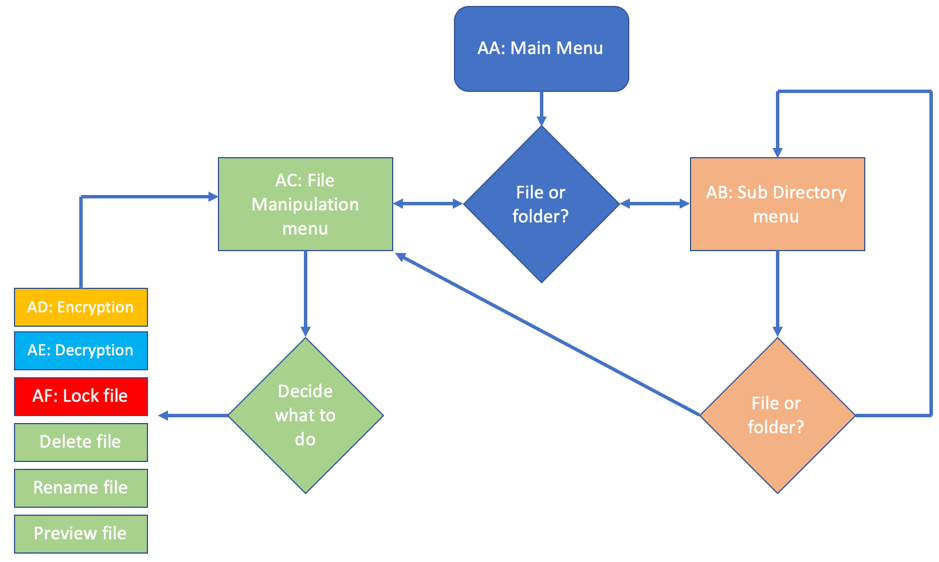 AA: Main Menu
File or
folder?
AC: File
Manipulation
menu
AB: Sub Directory
menu
AD: Encryption
AE: Decryption
AF: Lock file
Delete file
Rename file
Preview file
Decide
what to
do
File or
folder?